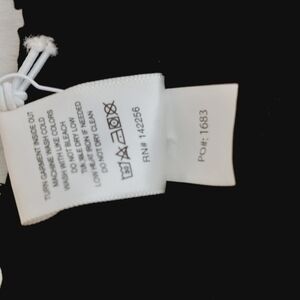 TURN GARMENT INSIDE OUT
MACHINE WASH COLD
WASH WITH LIKE COLORS
DO NOT BLEACH
TUMBLE DRY LOW
LOW HEAT IRON IF NEEDED
DO NOT DRY CLEAN
RN# 142256
PO#: 1683